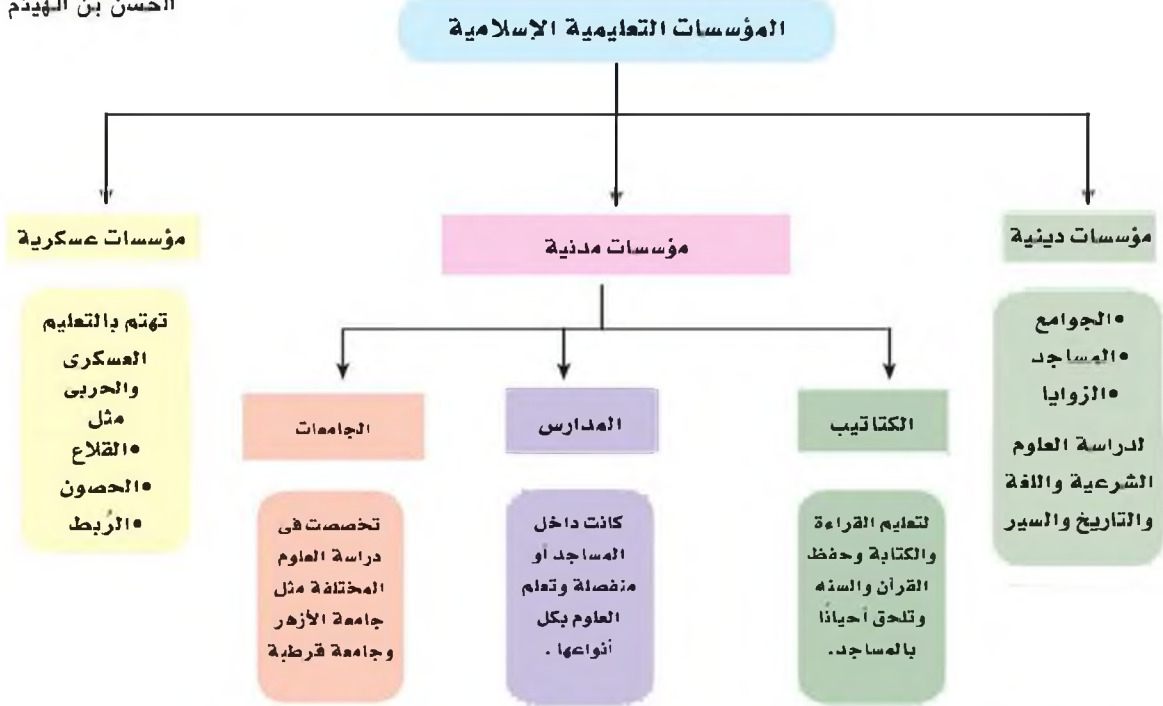 الحسن بن الهيثم
المؤسسات التعليمية الإسلامية
مؤسسات دينية
•الجوامع
•المساجد
•الزوايا
لدراسة العلوم
الشرعية واللغة
والتاريخ والسير
مؤسسات مدنية
الكتاتيب
لتعليم القراءة
والكتابة وحفظ
القرآن والسنه
وتلحق أحيانًا
بالمساجد.
المدارس
كانت داخل
المساجد أو
منفصلة وتعلم
العلوم بكل
أنواعها .
الجامعات
تخصصت فى
دراسة العلوم
المختلفة مثل
جامعة الأزهر
وجامعة قرطبة
مؤسسات عسكرية
تهتم بالتعليم
العسكرى
والحربى
مثل
•القلاع
•الحصون
•الرُبط